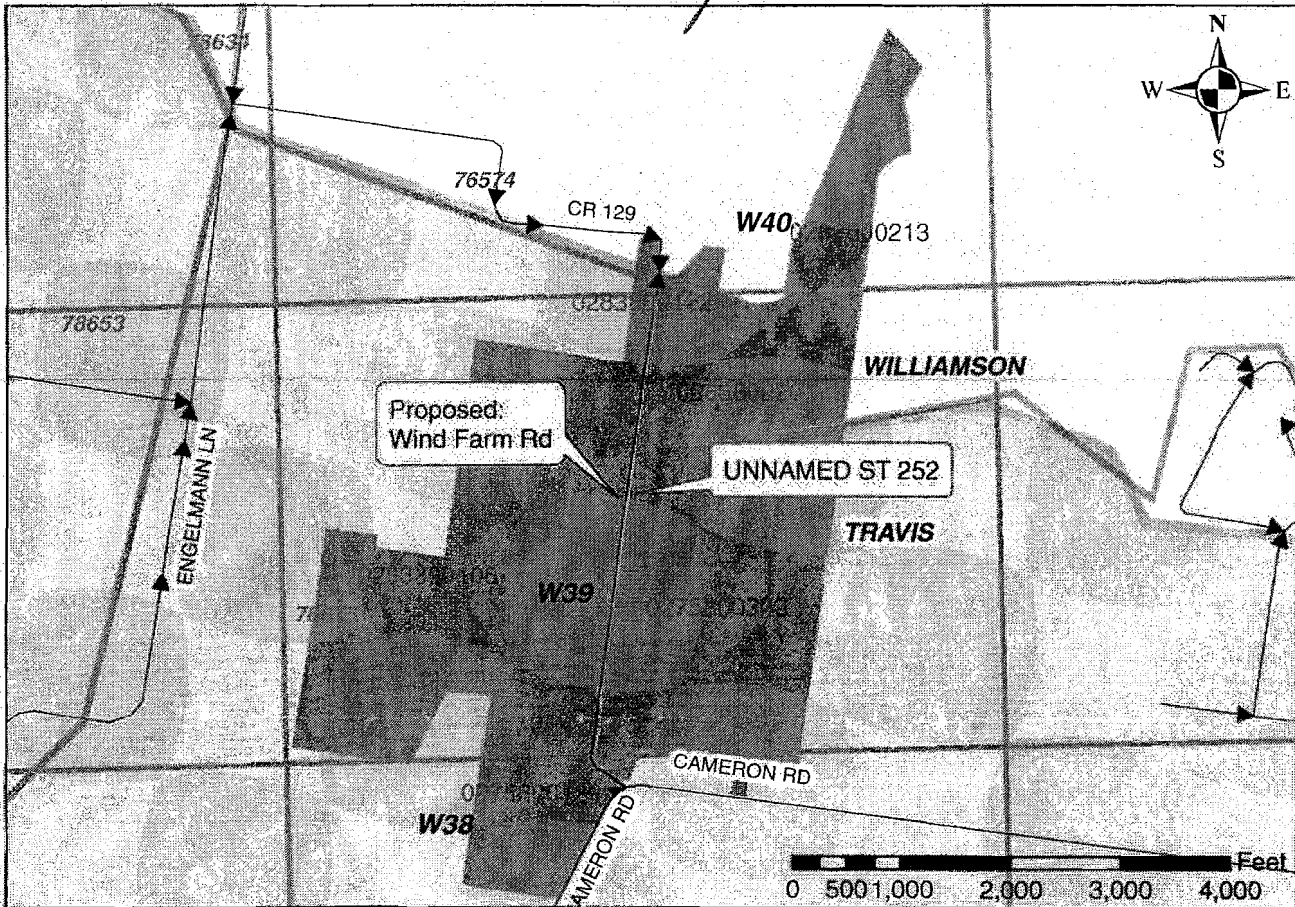 N
W E
S
76574
CR 129
W40
78653
WILLIAMSON
Proposed:
Wind Farm Rd
UNNAMED ST 252
ENGELMANN LN
TRAVIS
W39
CAMERON RD
W38
CAMERON RD
Feet
0 500 1,000 2,000 3,000 4,000